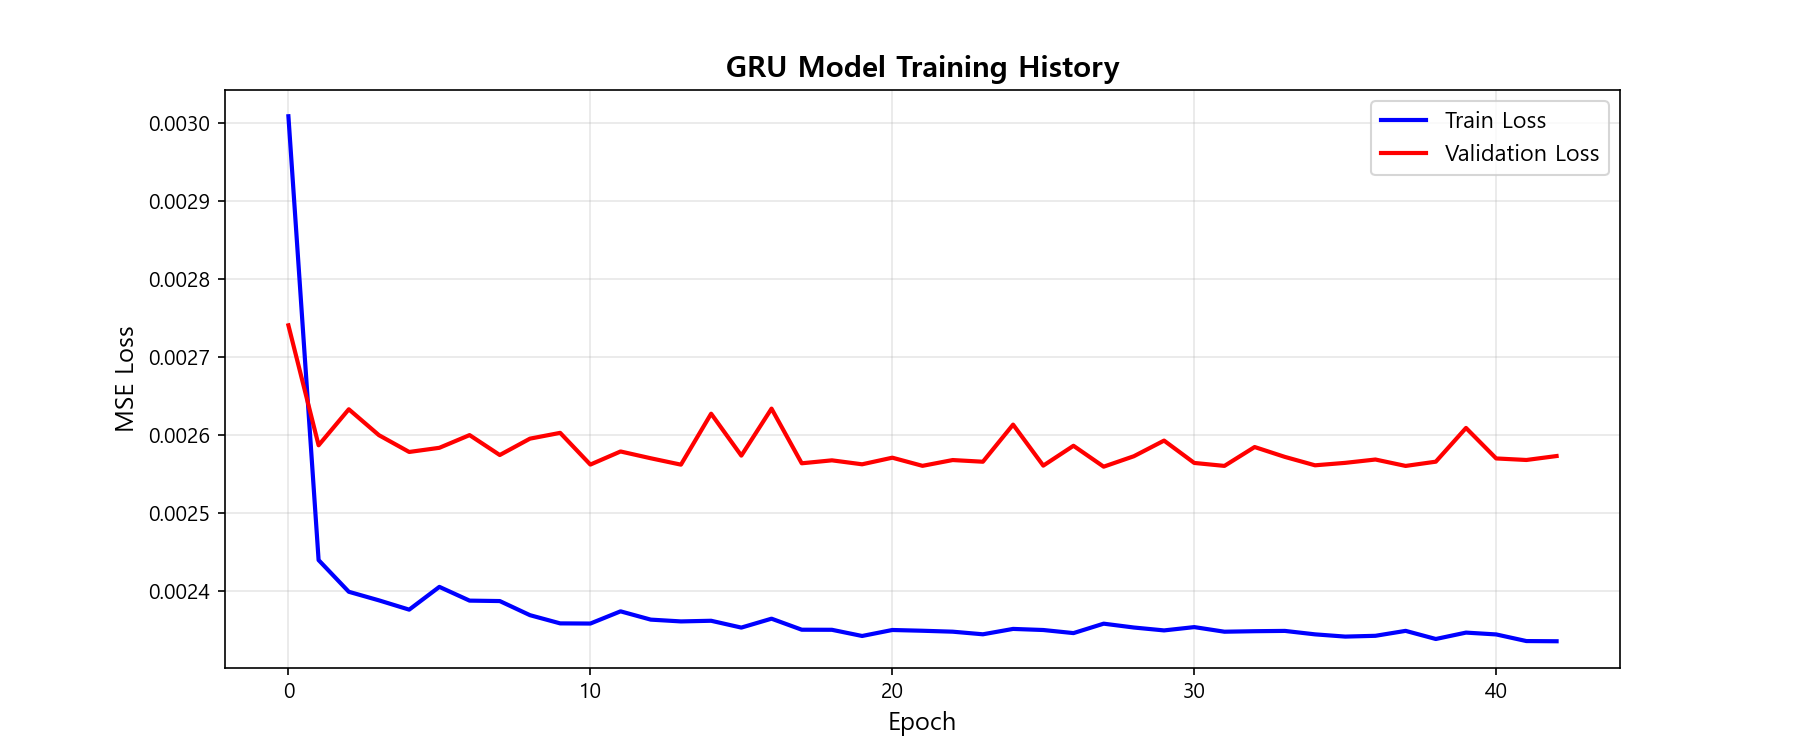 GRU Model Training History
Train Loss
Validation Loss
MSE Loss
0.0030
0.0029
0.0028
0.0027
0.0026
0.0025
0.0024
0
10
20
30
40
Epoch